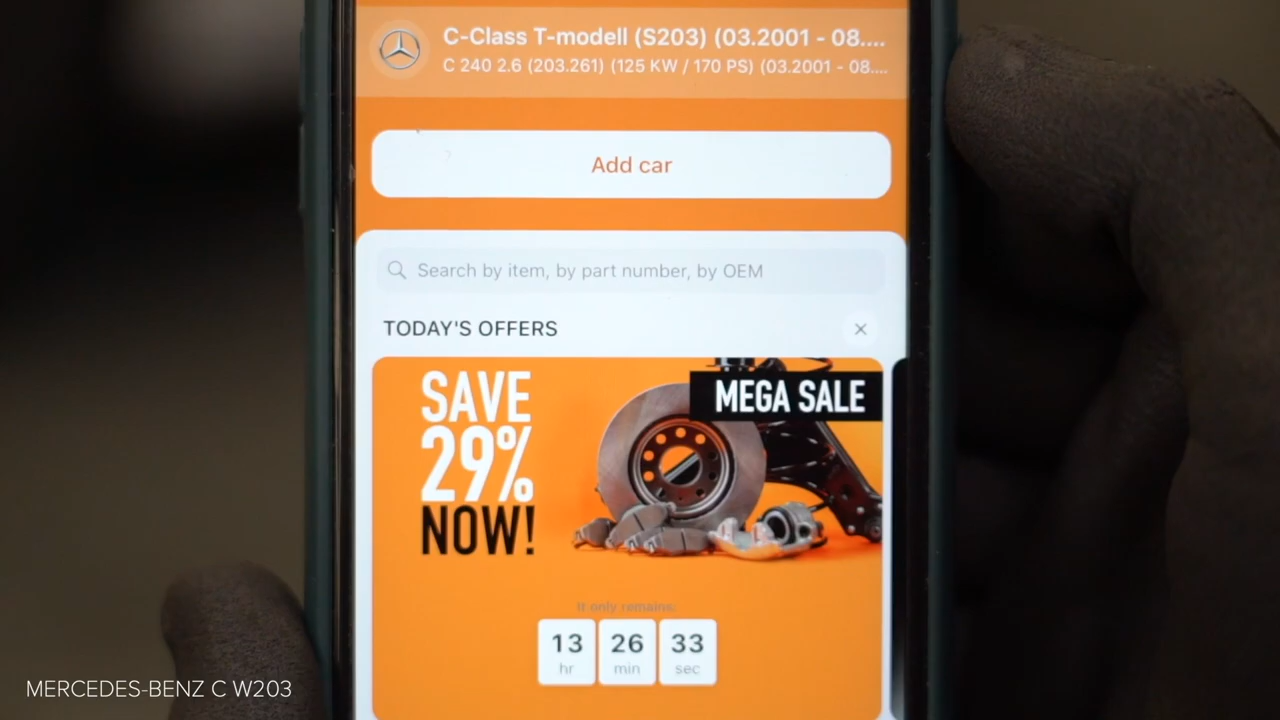 C-Class T-modell (S203) (03.2001 - 08....
C 240 2.6 (203.261) (125 KW / 170 PS) (03.2001 - 08....
Add car
Search by item, by part number, by OEM
TODAY'S OFFERS
SAVE
29%
NOW!
MEGA SALE
It only remains:
13 26 33
hr min sec
MERCEDES-BENZ C W203